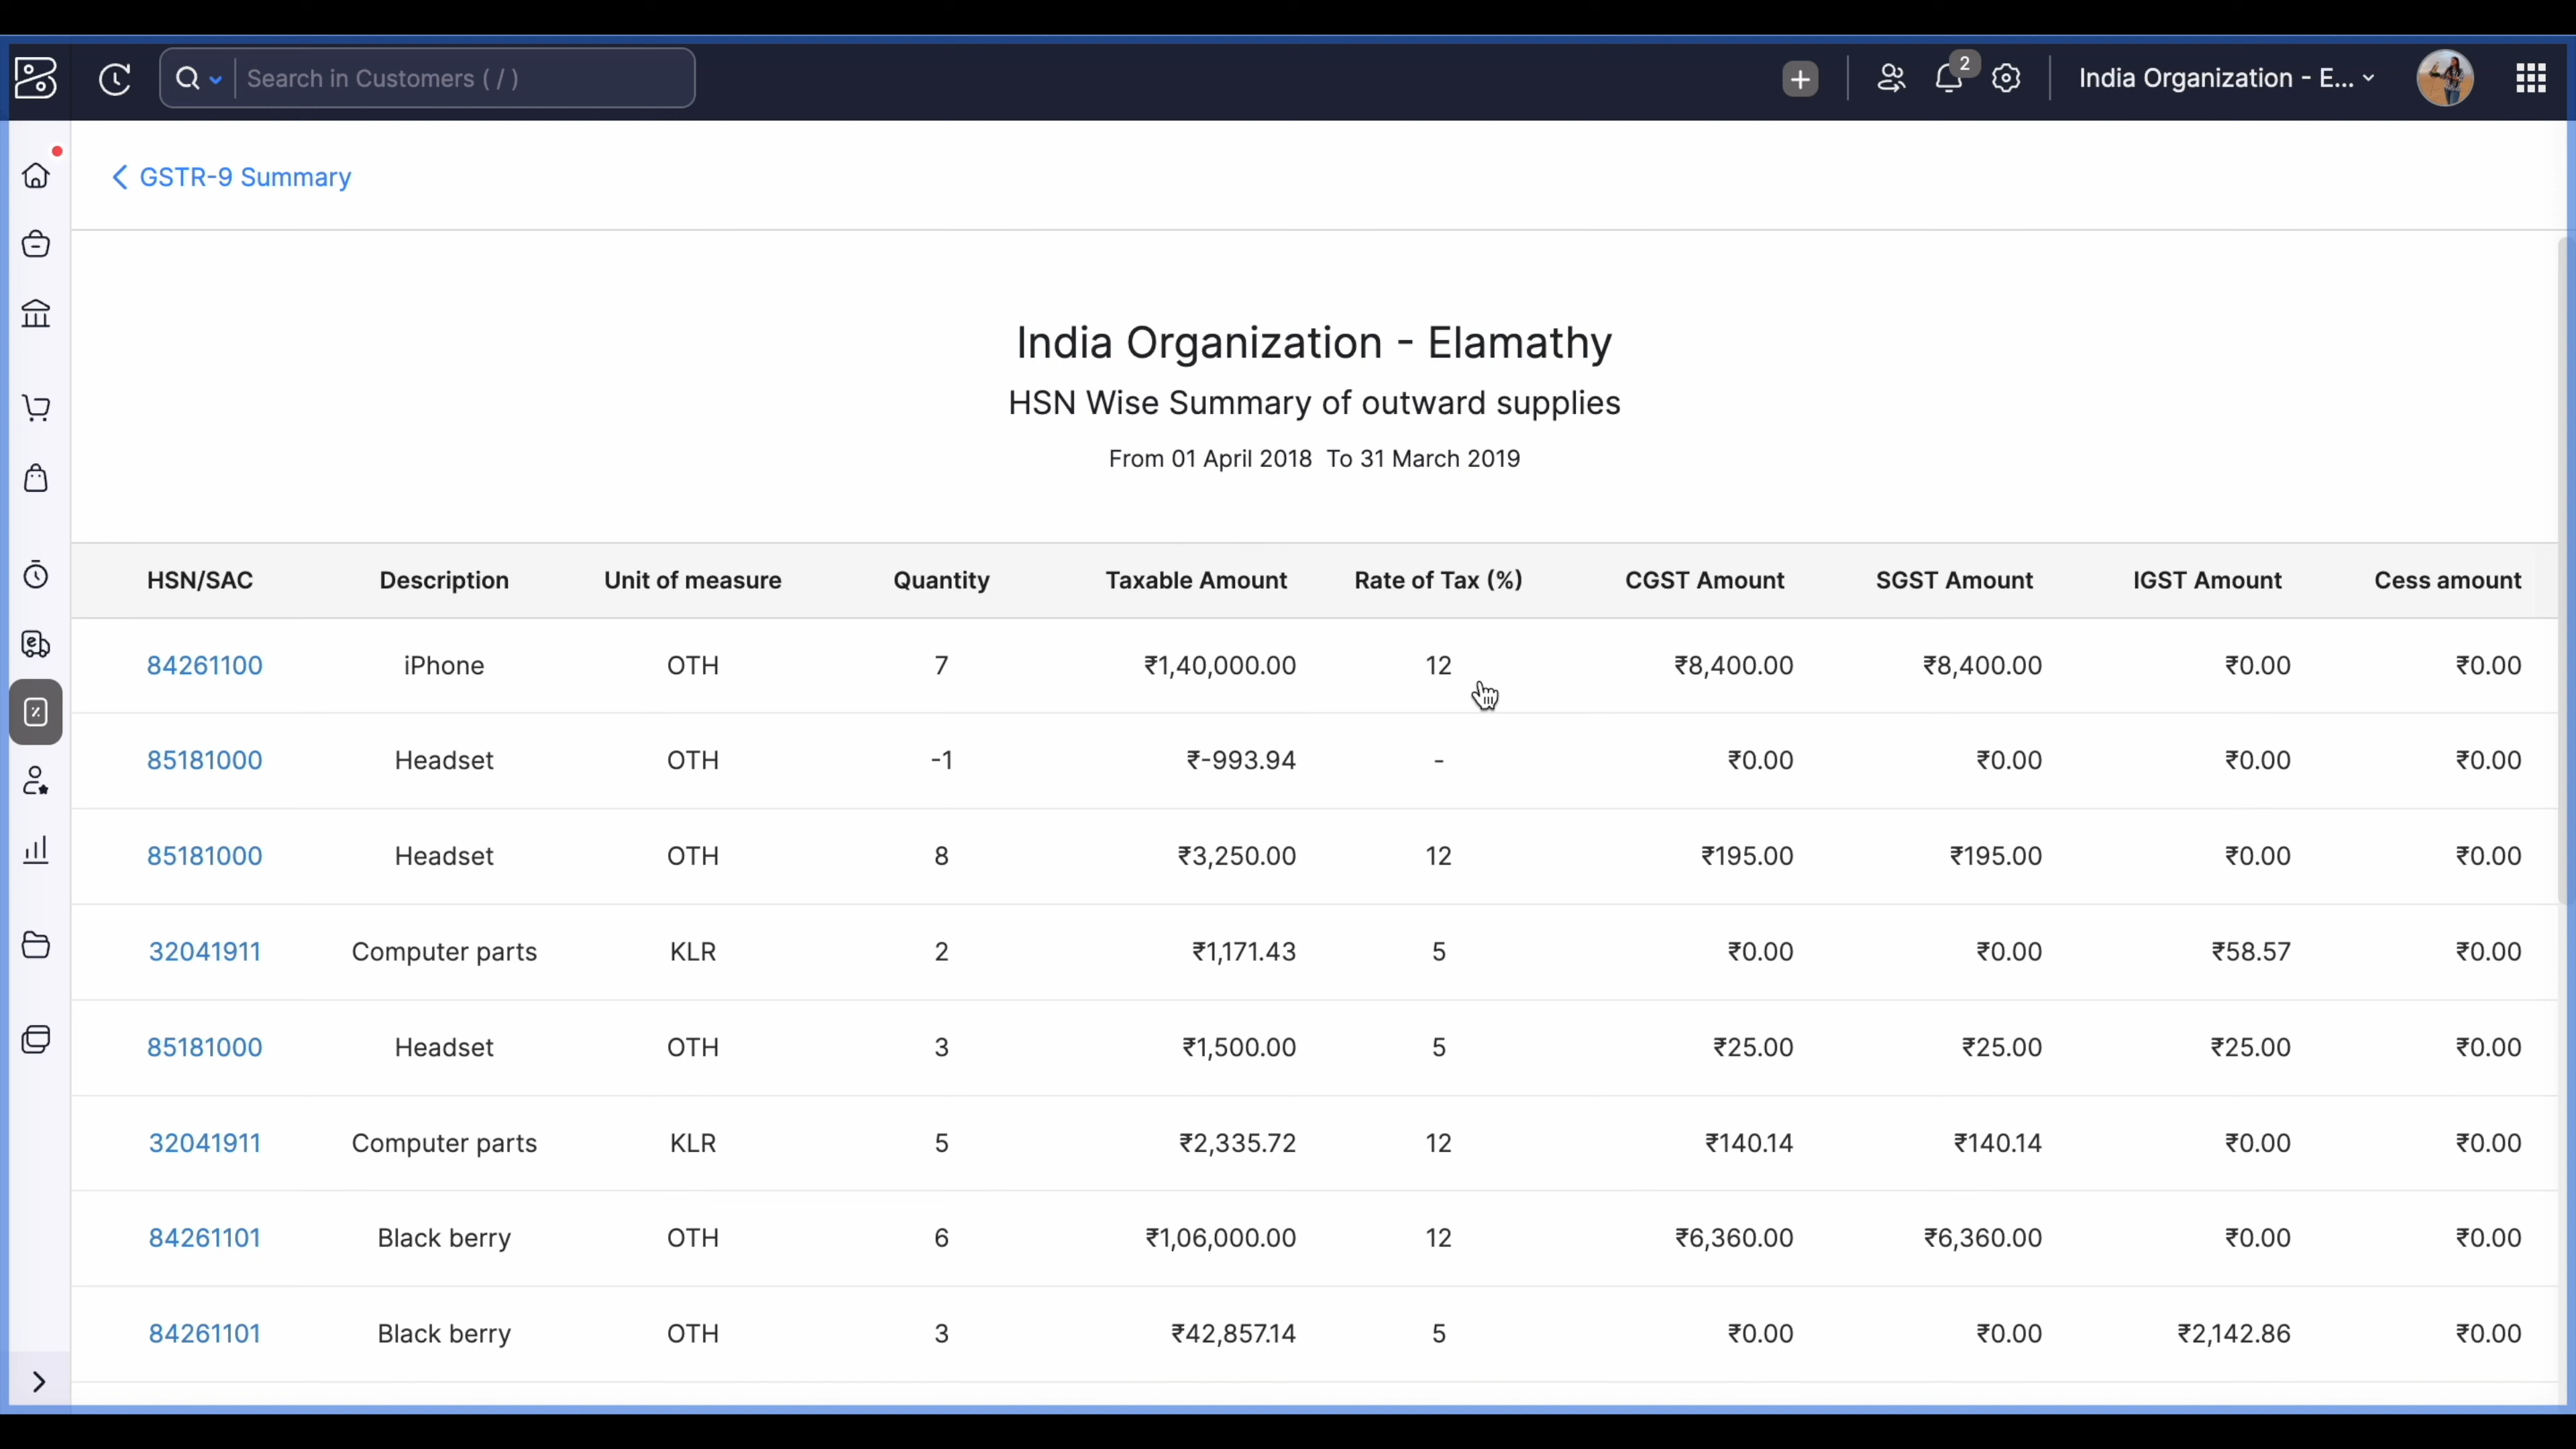 Search in Customers ( / )
2
India Organization - E...
GSTR-9 Summary
India Organization - Elamathy
HSN Wise Summary of outward supplies
From 01 April 2018 To 31 March 2019
HSN/SAC Description Unit of measure Quantity Taxable Amount Rate of Tax (%) CGST Amount SGST Amount IGST Amount Cess amount
84261100 iPhone OTH 7 ₹1,40,000.00 12 ₹8,400.00 ₹8,400.00 ₹0.00 ₹0.00
85181000 Headset OTH -1 ₹-993.94 - ₹0.00 ₹0.00 ₹0.00 ₹0.00
85181000 Headset OTH 8 ₹3,250.00 12 ₹195.00 ₹195.00 ₹0.00 ₹0.00
32041911 Computer parts KLR 2 ₹1,171.43 5 ₹0.00 ₹0.00 ₹58.57 ₹0.00
85181000 Headset OTH 3 ₹1,500.00 5 ₹25.00 ₹25.00 ₹25.00 ₹0.00
32041911 Computer parts KLR 5 ₹2,335.72 12 ₹140.14 ₹140.14 ₹0.00 ₹0.00
84261101 Black berry OTH 6 ₹1,06,000.00 12 ₹6,360.00 ₹6,360.00 ₹0.00 ₹0.00
84261101 Black berry OTH 3 ₹42,857.14 5 ₹0.00 ₹0.00 ₹2,142.86 ₹0.00